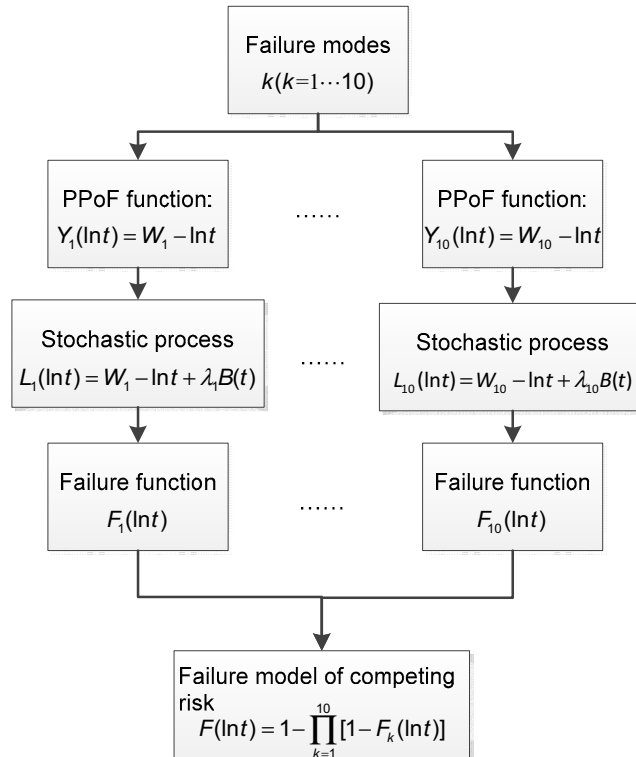 Failure modes
k(k=1⋯10)
PPoF function:
Y₁(lnt) = W₁ − lnt
……
PPoF function:
Y₁₀(lnt) = W₁₀ − lnt
Stochastic process
L₁(lnt) = W₁ − lnt + λ₁B(t)
……
Stochastic process
L₁₀(lnt) = W₁₀ − lnt + λ₁₀B(t)
Failure function
F₁(lnt)
……
Failure function
F₁₀(lnt)
Failure model of competing
risk
F(lnt) = 1 − ∏_{k=1}^{10} [1 − F_k(lnt)]